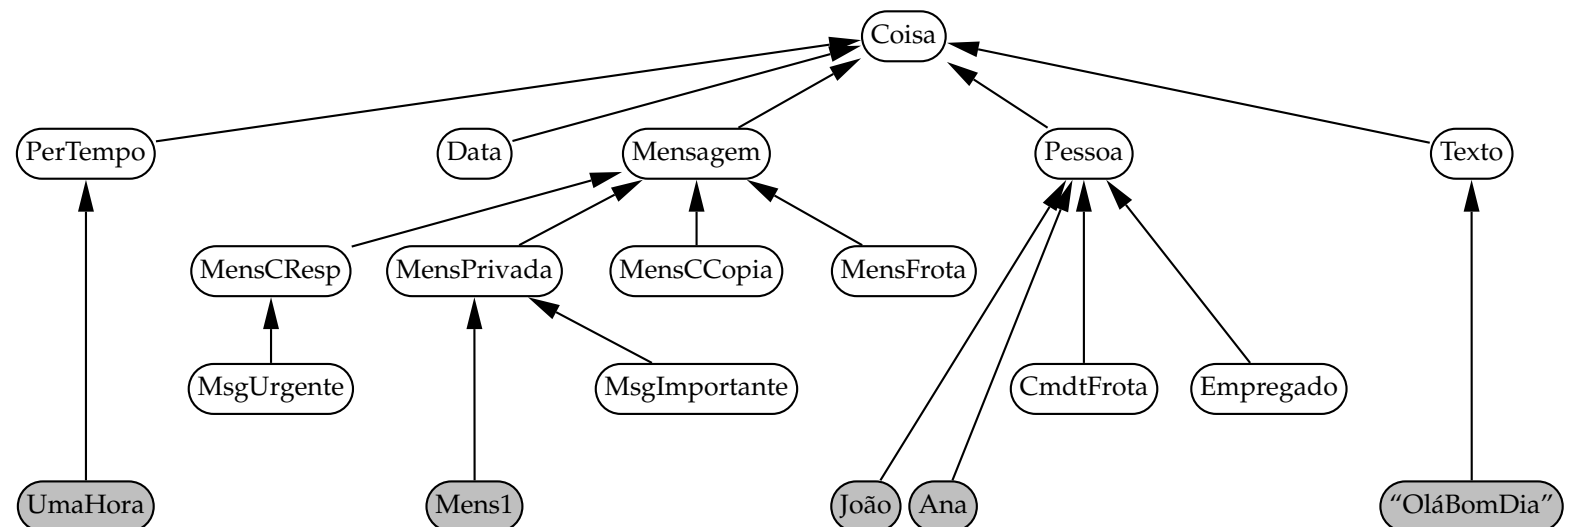 Coisa
PerTempo
Data
Mensagem
Pessoa
Texto
MensCResp
MensPrivada
MensCCopia
MensFrota
MsgUrgente
MsgImportante
CmdtFrota
Empregado
UmaHora
Mens1
João
Ana
“OláBomDia”